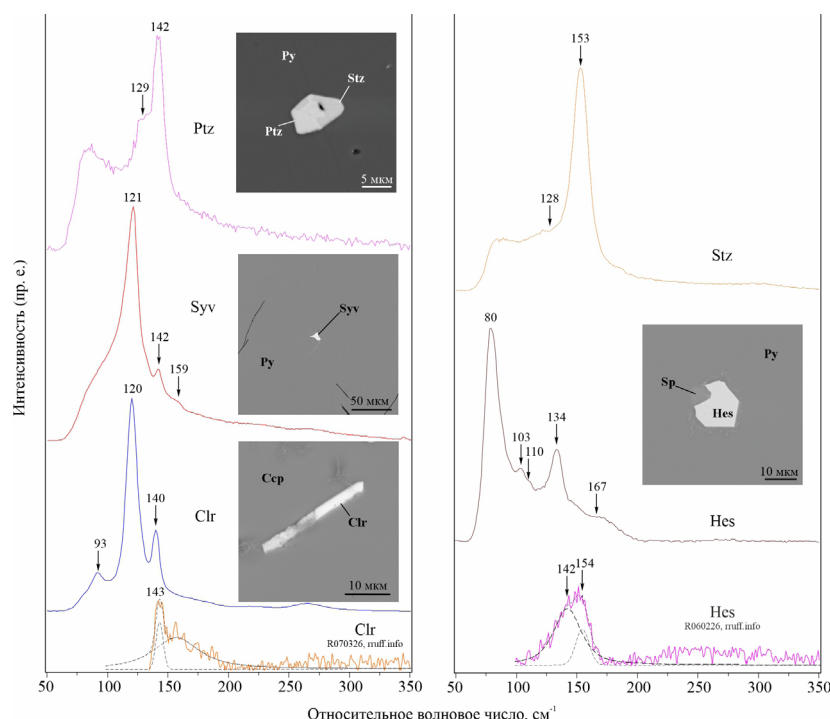 Интенсивность (пр. е.)
142
129
Ptz
Py
Stz
Ptz
5 мкм
121
Syv
142
159
Syv
Py
50 мкм
120
Clr
140
93
Ccp
Clr
10 мкм
143
Clr
R070326, rruff.info
50 100 150 200 250 300 350
153
128
Stz
80
103
110
134
167
Py
Sp
Hes
10 мкм
Hes
142 154
Hes
R060226, rruff.info
50 100 150 200 250 300 350
Относительное волновое число, см-1